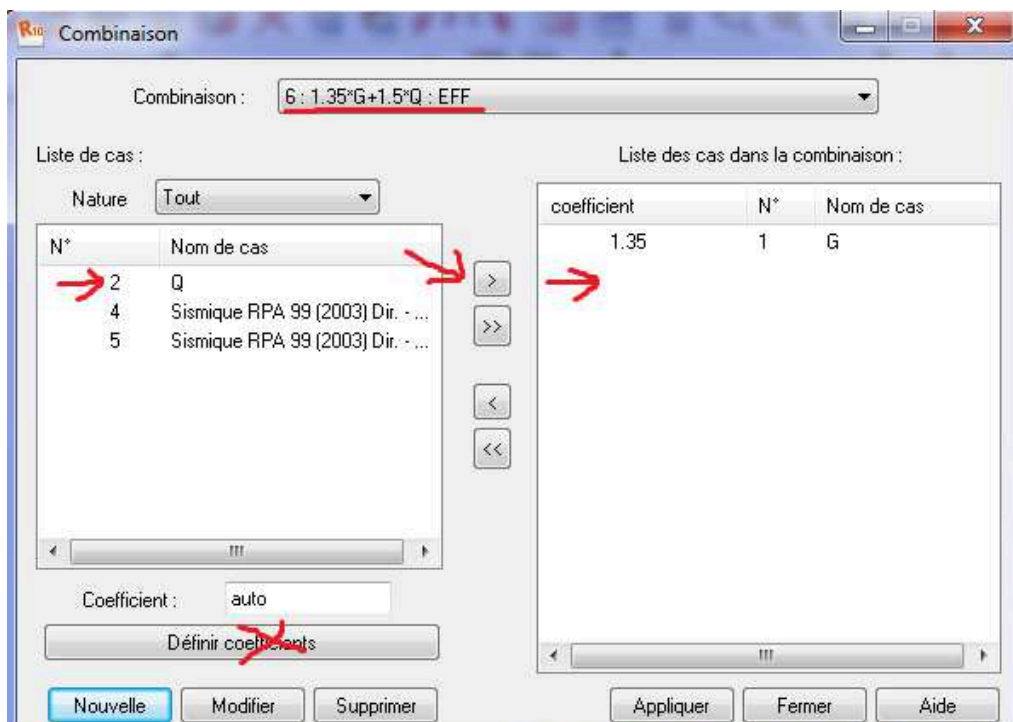 R10 Combinaison
Combinaison : 6 : 1.35*G+1.5*Q : EFF
Liste de cas :
Nature Tout
N° Nom de cas
2 Q
4 Sismique RPA 99 (2003) Dir. - ...
5 Sismique RPA 99 (2003) Dir. - ...
Coefficient : auto
Définir coefficients
Nouvelle Modifier Supprimer
> 
>>
<
<<
Liste des cas dans la combinaison :
coefficient N° Nom de cas
1.35 1 G
Appliquer Fermer Aide